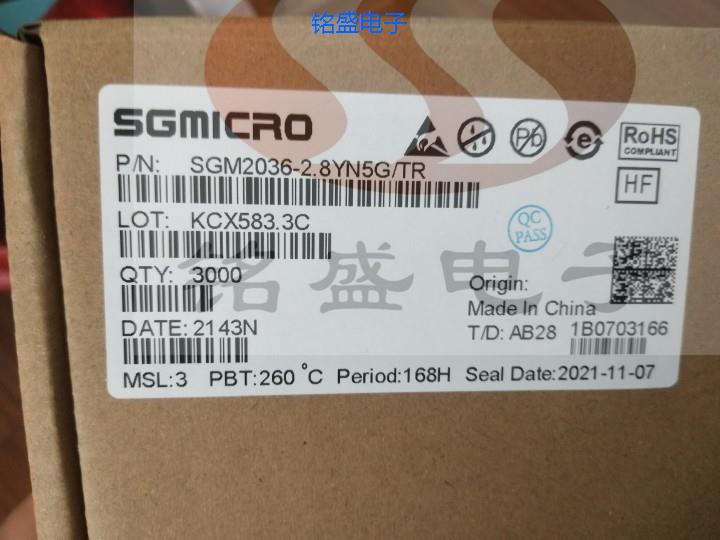 铭盛电子
SGMICRO
P/N: SGM2036-2.8YN5G/TR
LOT: KCX583.3C
QTY: 3000
DATE: 2143N
MSL:3 PBT:260 °C Period:168H Seal Date:2021-11-07
Pb
e
RoHS
COMPLIANT
HF
QC
PASS
Origin:
Made In China
T/D: AB28 1B0703166
铭盛电子